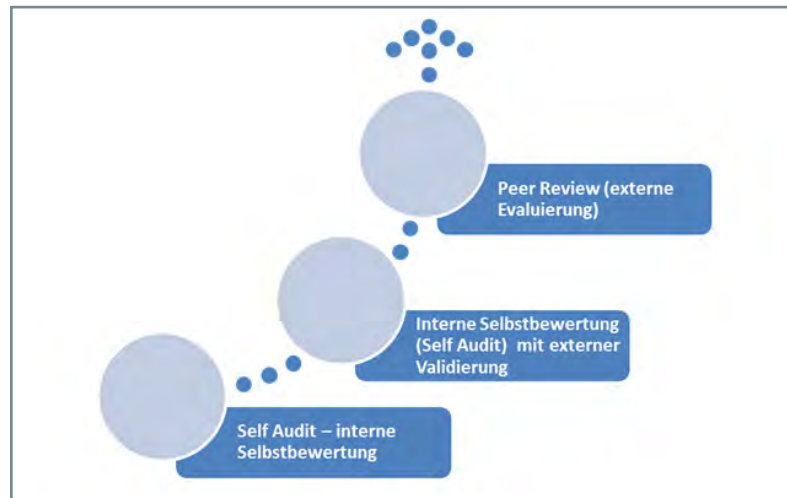 Peer Review (externe
Evaluierung)
Interne Selbstbewertung
(Self Audit) mit externer
Validierung
Self Audit – interne
Selbstbewertung